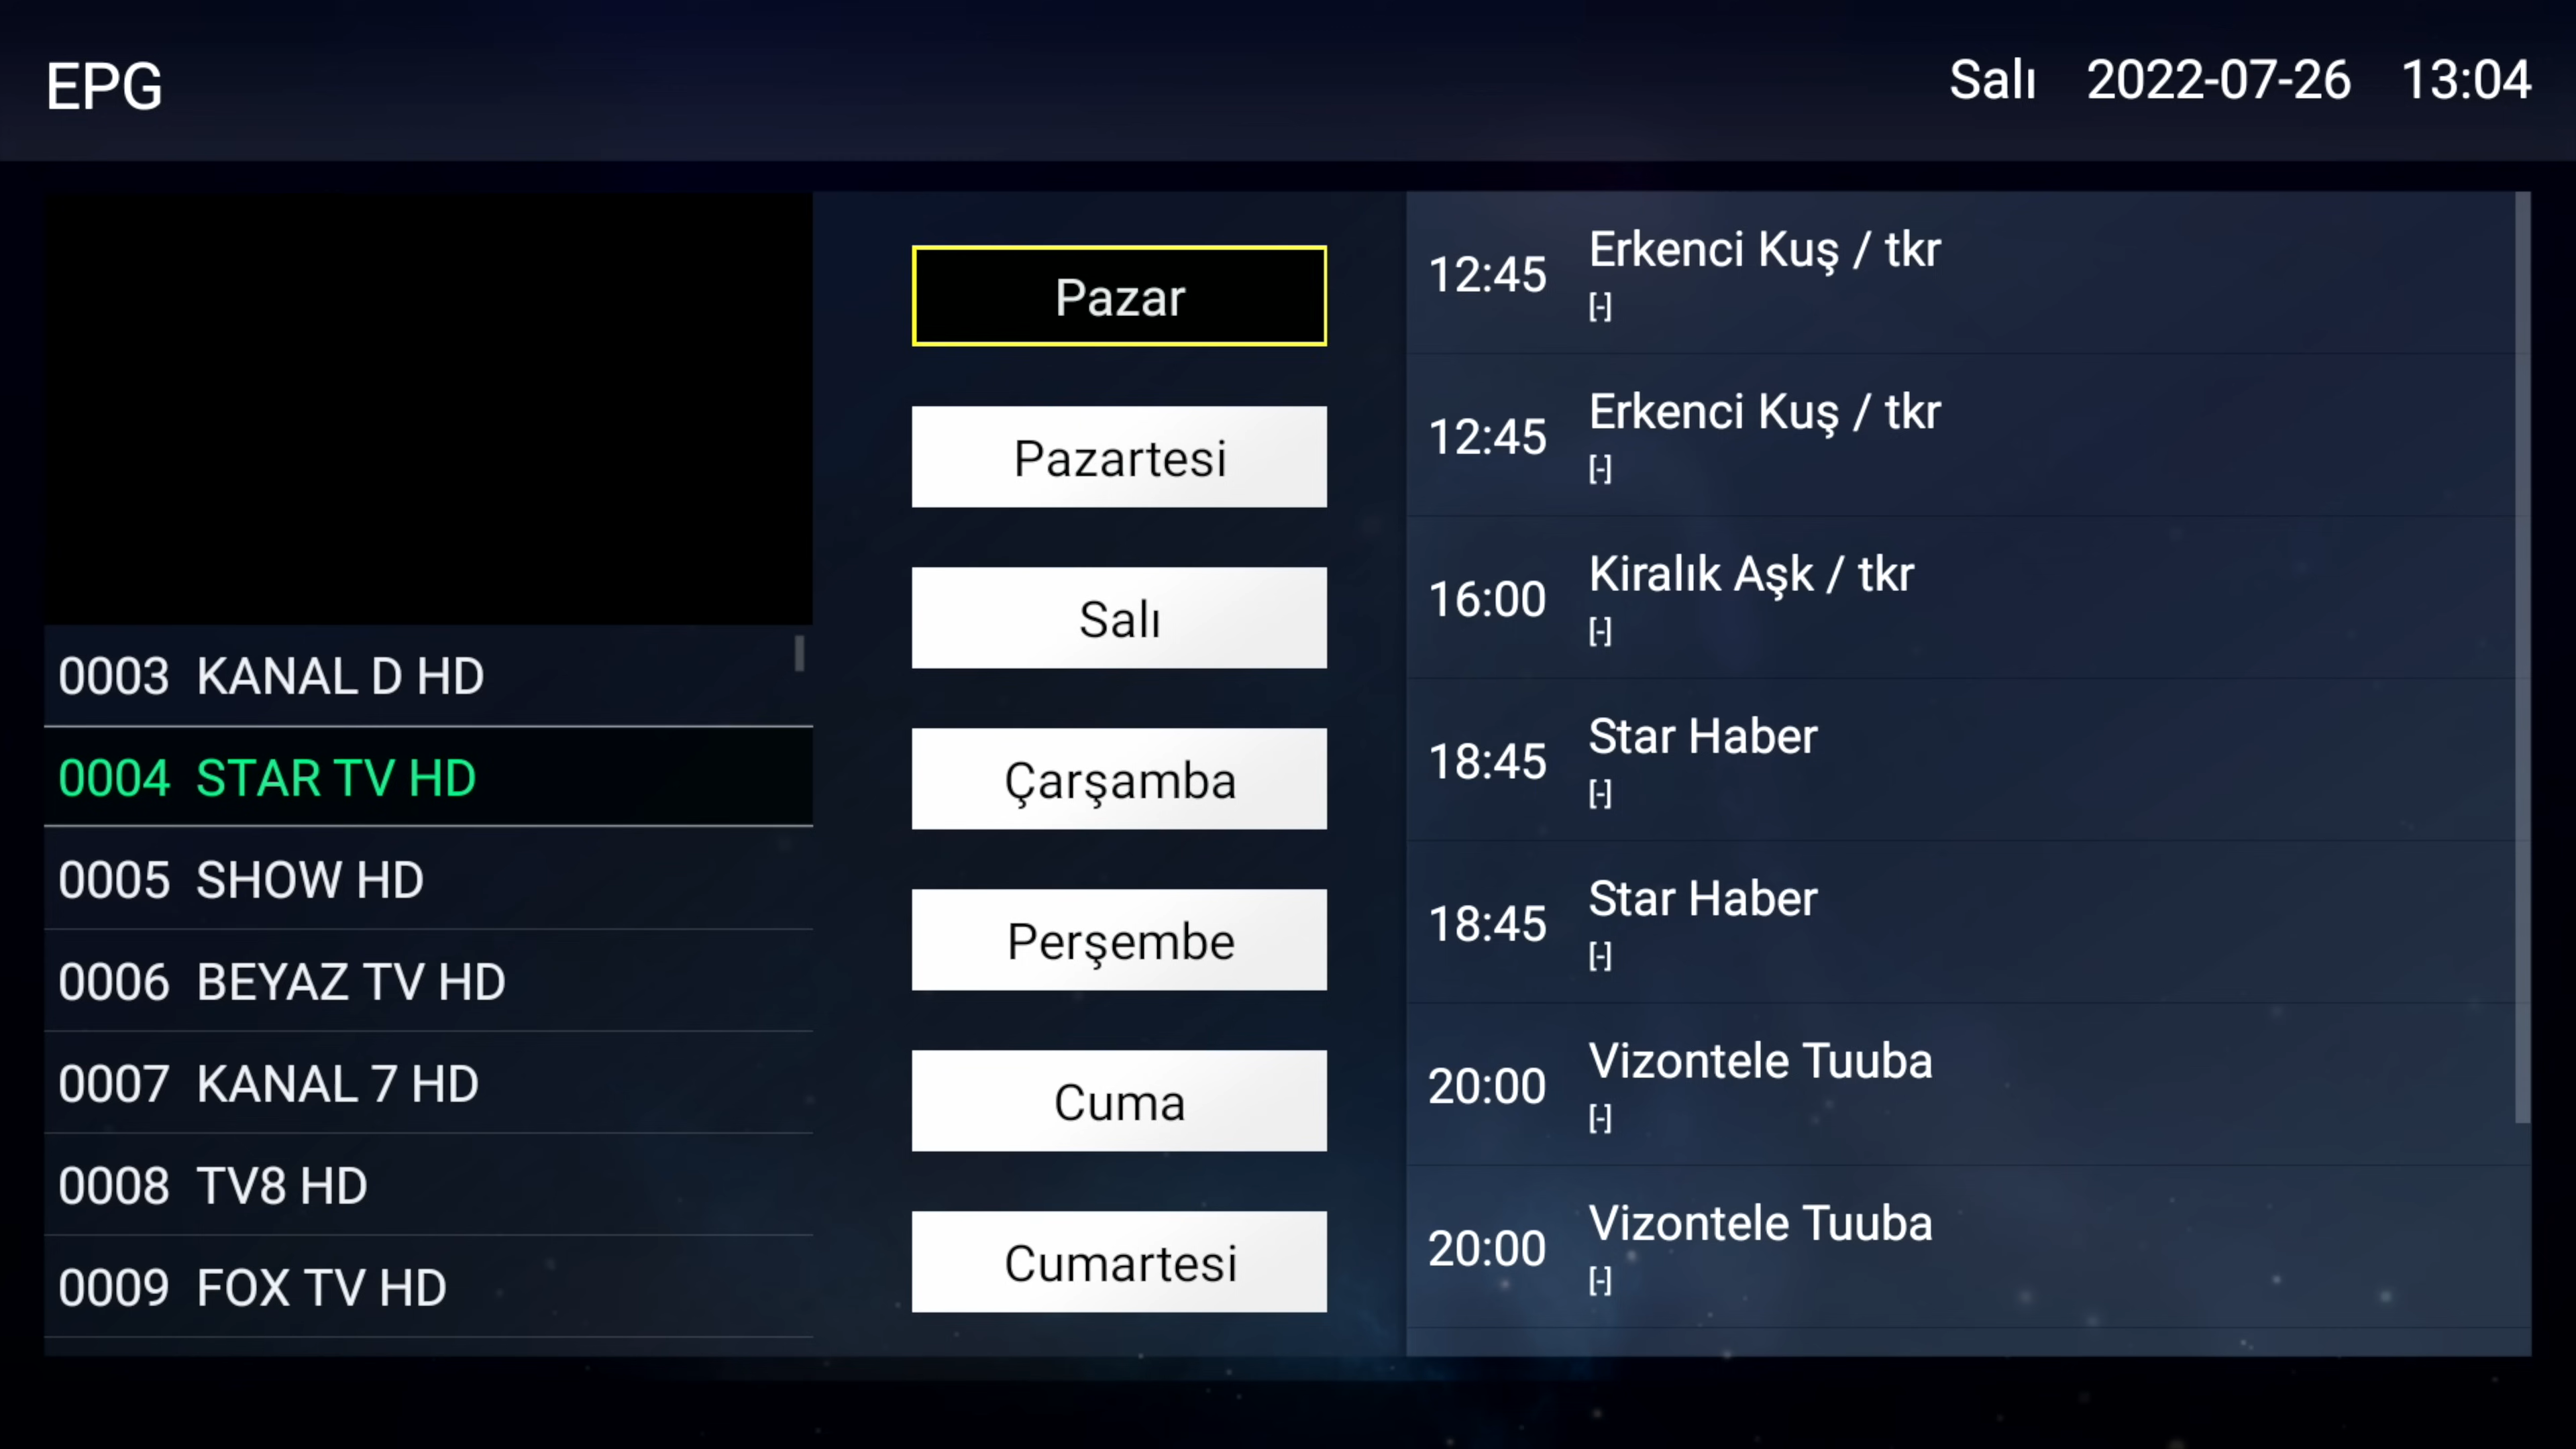 EPG
Salı 2022-07-26 13:04
0003 KANAL D HD
0004 STAR TV HD
0005 SHOW HD
0006 BEYAZ TV HD
0007 KANAL 7 HD
0008 TV8 HD
0009 FOX TV HD
Pazar
Pazartesi
Salı
Çarşamba
Perşembe
Cuma
Cumartesi
12:45 Erkenci Kuş / tkr
[-]
12:45 Erkenci Kuş / tkr
[-]
16:00 Kiralık Aşk / tkr
[-]
18:45 Star Haber
[-]
18:45 Star Haber
[-]
20:00 Vizontele Tuuba
[-]
20:00 Vizontele Tuuba
[-]